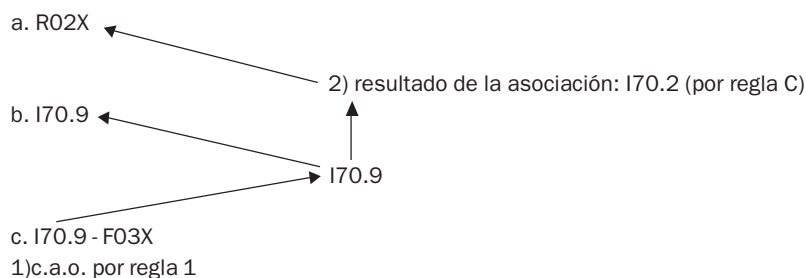 a. R02X
2) resultado de la asociación: I70.2 (por regla C)
b. I70.9
I70.9
c. I70.9 - F03X
1)c.a.o. por regla 1